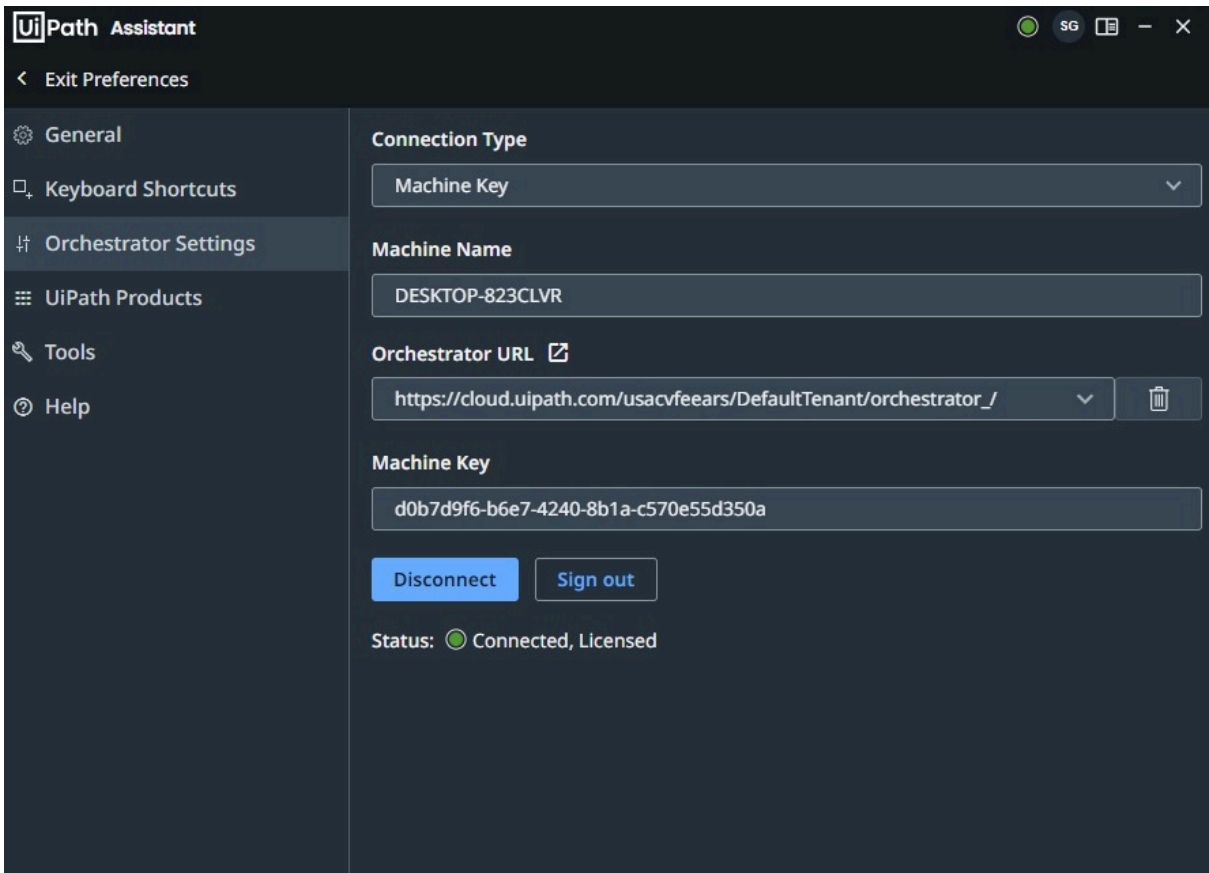 UiPath Assistant
SG
Exit Preferences
General
Keyboard Shortcuts
Orchestrator Settings
UiPath Products
Tools
Help
Connection Type
Machine Key
Machine Name
DESKTOP-823CLVR
Orchestrator URL
https://cloud.uipath.com/usacvfeears/DefaultTenant/orchestrator_/
Machine Key
d0b7d9f6-b6e7-4240-8b1a-c570e55d350a
Disconnect
Sign out
Status: Connected, Licensed